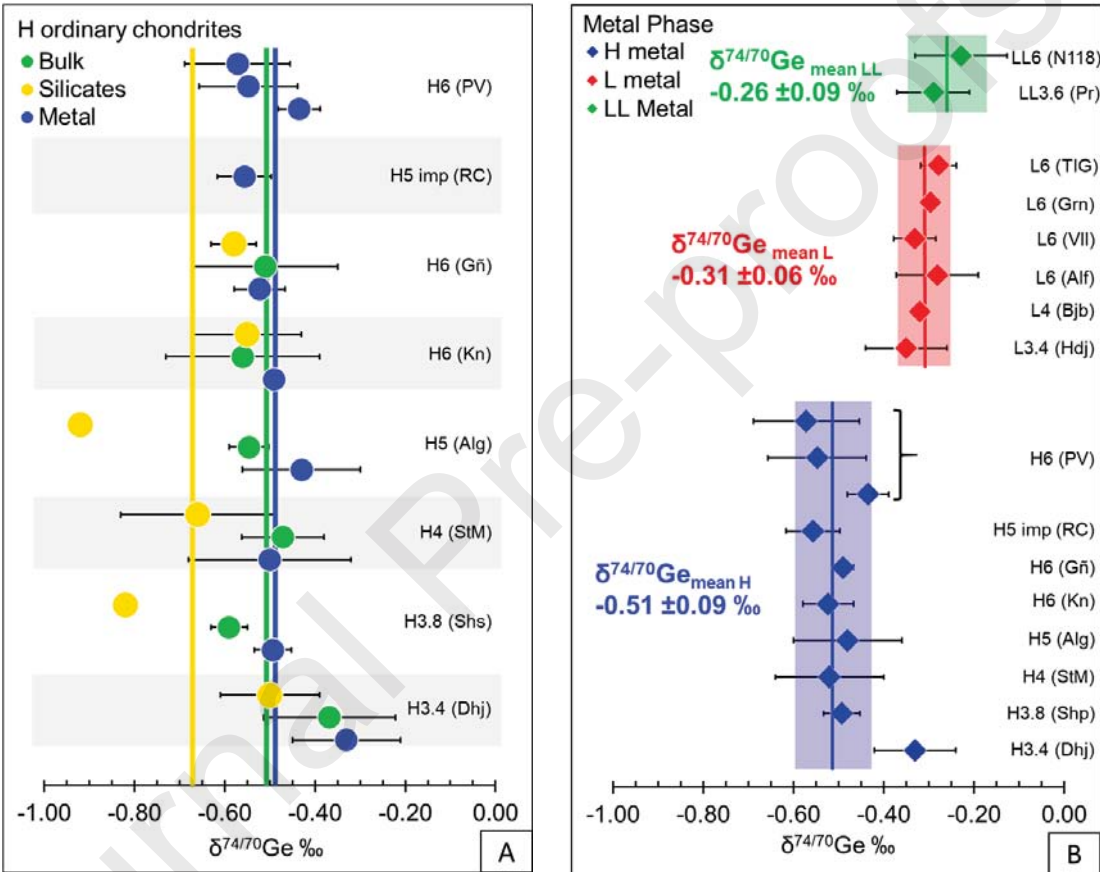 H ordinary chondrites
Bulk
Silicates
Metal
H6 (PV)
H5 imp (RC)
H6 (Gñ)
H6 (Kn)
H5 (Alg)
H4 (StM)
H3.8 (Shs)
H3.4 (Dhj)
-1.00 -0.80 -0.60 -0.40 -0.20
δ74/70Ge ‰
A
Metal Phase
H metal
L metal
LL Metal
δ74/70Ge mean LL
-0.26 ±0.09 ‰
LL6 (N118)
LL3.6 (Pr)
L6 (TIG)
L6 (Grn)
L6 (Vll)
L6 (Alf)
L4 (Bjb)
L3.4 (Hdj)
δ74/70Ge mean L
-0.31 ±0.06 ‰
H6 (PV)
H5 imp (RC)
H6 (Gñ)
H6 (Kn)
H5 (Alg)
H4 (StM)
H3.8 (Shp)
H3.4 (Dhj)
δ74/70Ge mean H
-0.51 ±0.09 ‰
-1.00 -0.80 -0.60 -0.40 -0.20 0.00
δ74/70Ge ‰
B
urnal Pre-proofs